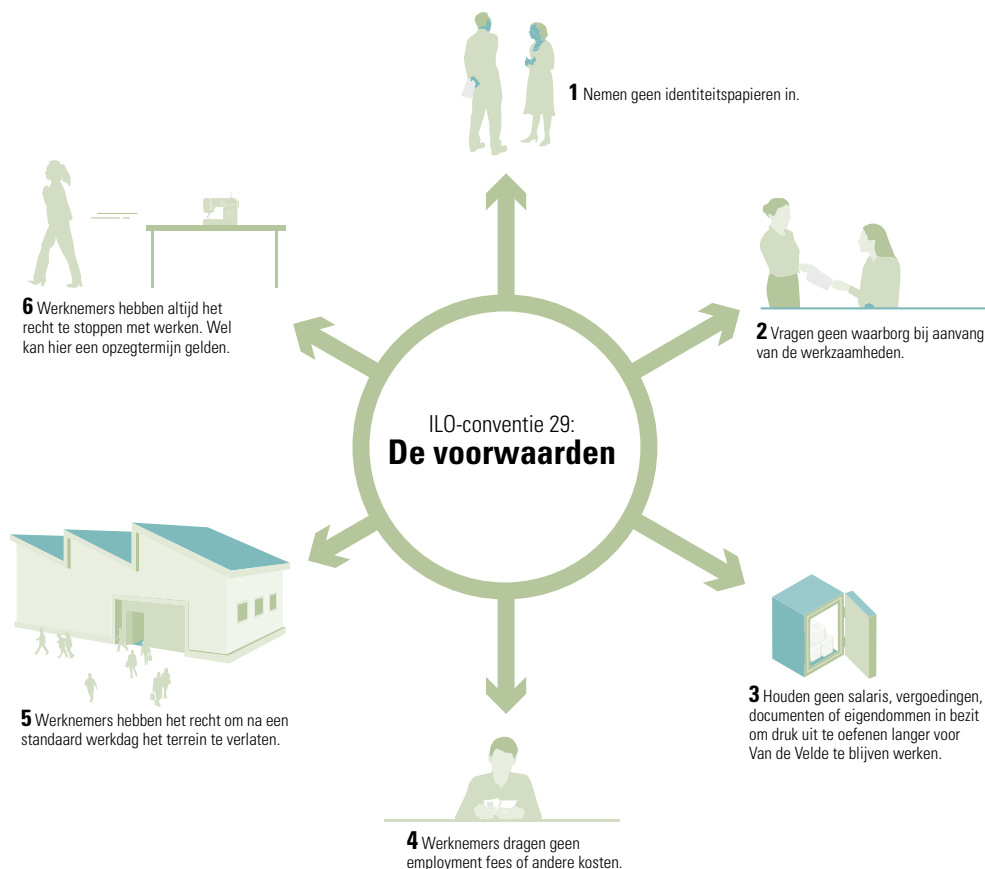 ILO-conventie 29:
De voorwaarden
1 Nemen geen identiteitspapieren in.
2 Vragen geen waarborg bij aanvang
van de werkzaamheden.
3 Houden geen salaris, vergoedingen,
documenten of eigendommen in bezit
om druk uit te oefenen langer voor
Van de Velde te blijven werken.
4 Werknemers dragen geen
employment fees of andere kosten.
5 Werknemers hebben het recht om na een
standaard werkdag het terrein te verlaten.
6 Werknemers hebben altijd het
recht te stoppen met werken. Wel
kan hier een opzegtermijn gelden.